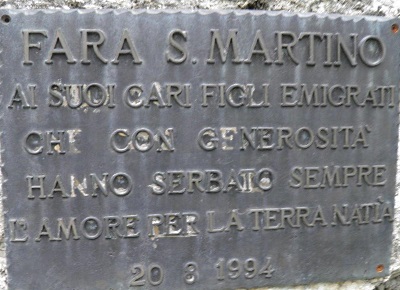 FARA S. MARTINO
AI SUOI CARI FIGLI EMIGRATI
CHE CON GENEROSITA'
HANNO SERBATO SEMPRE
L'AMORE PER LA TERRA NATIA
20 8 1994